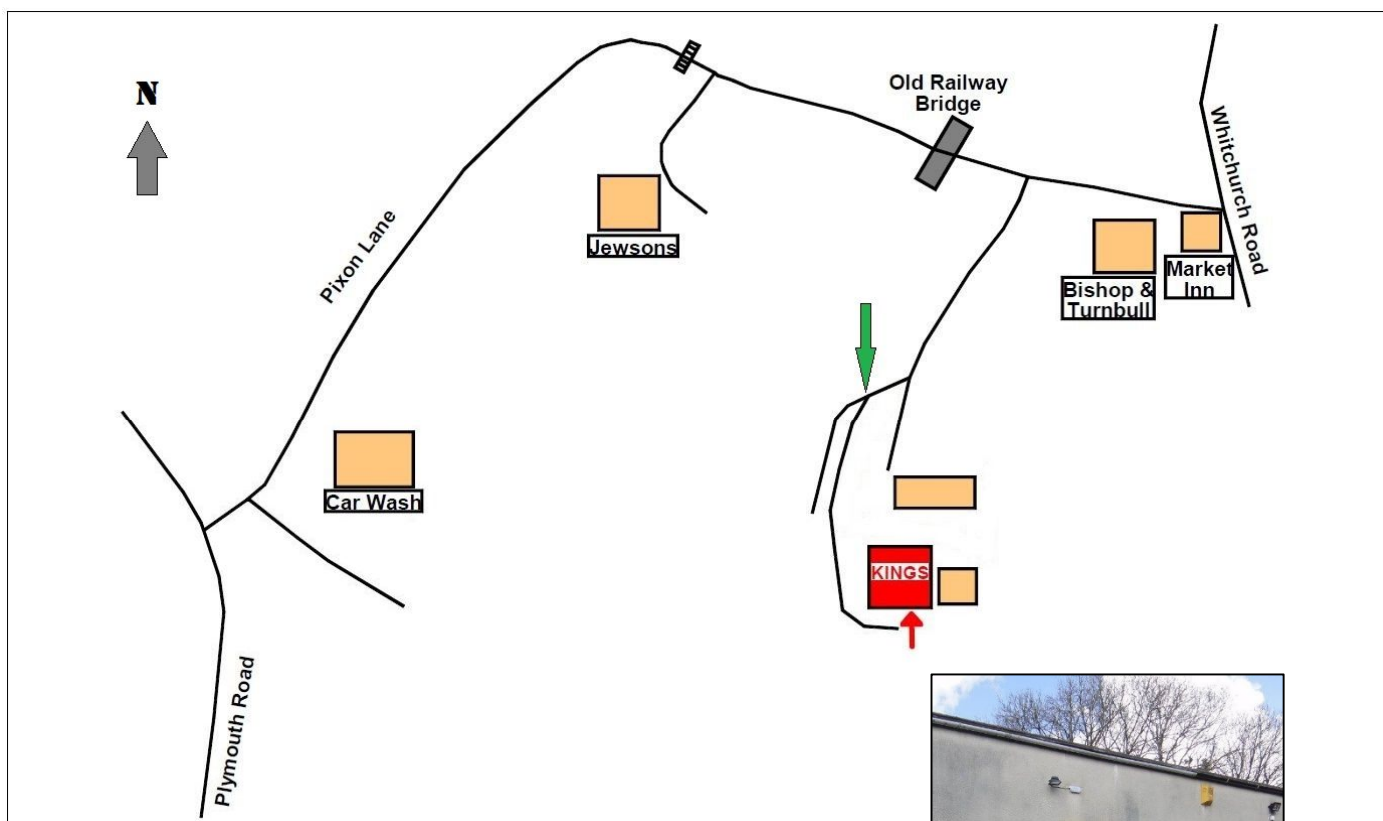 N
Old Railway
Bridge
Whitchurch Road
Pixon Lane
Jewsons
Bishop &
Turnbull
Market
Inn
Car Wash
KINGS
Plymouth Road